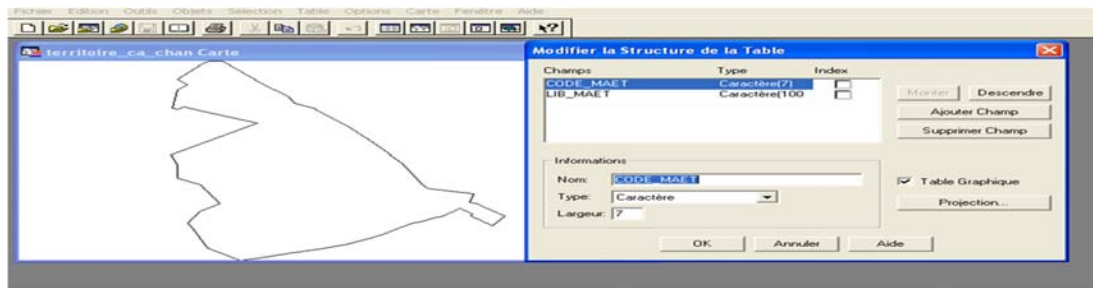 Fichier Edition Outils Objets Sélection Table Options Carte Fenêtre Aide
territoire_ca_chan Carte
Modifier la Structure de la Table
Champs Type Index
CODE_MAET Caractère(7)
LIB_MAET Caractère(100
Monter Descendre
Ajouter Champ
Supprimer Champ
Informations
Nom: CODE_MAET
Type: Caractère
Largeur: 7
Table Graphique
Projection...
OK Annuler Aide